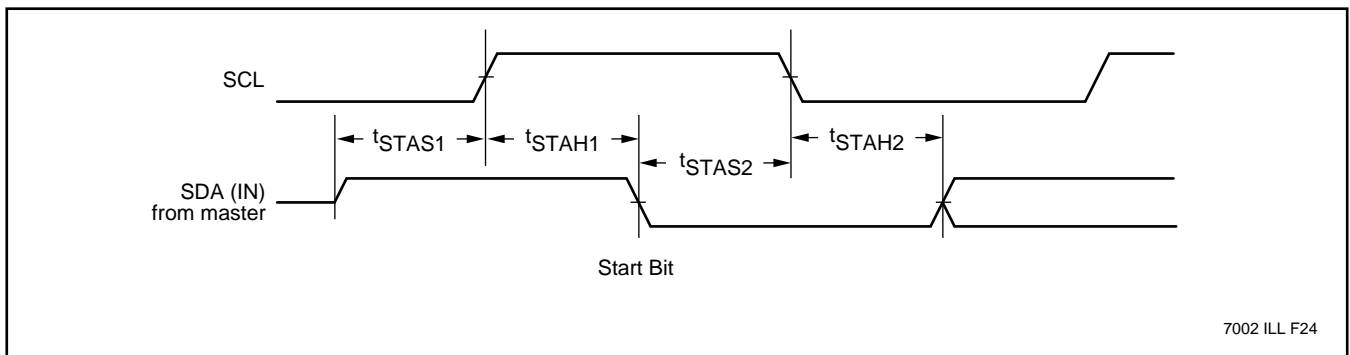 SCL
tSTAS1
tSTAH1
tSTAS2
tSTAH2
SDA (IN)
from master
Start Bit
7002 ILL F24